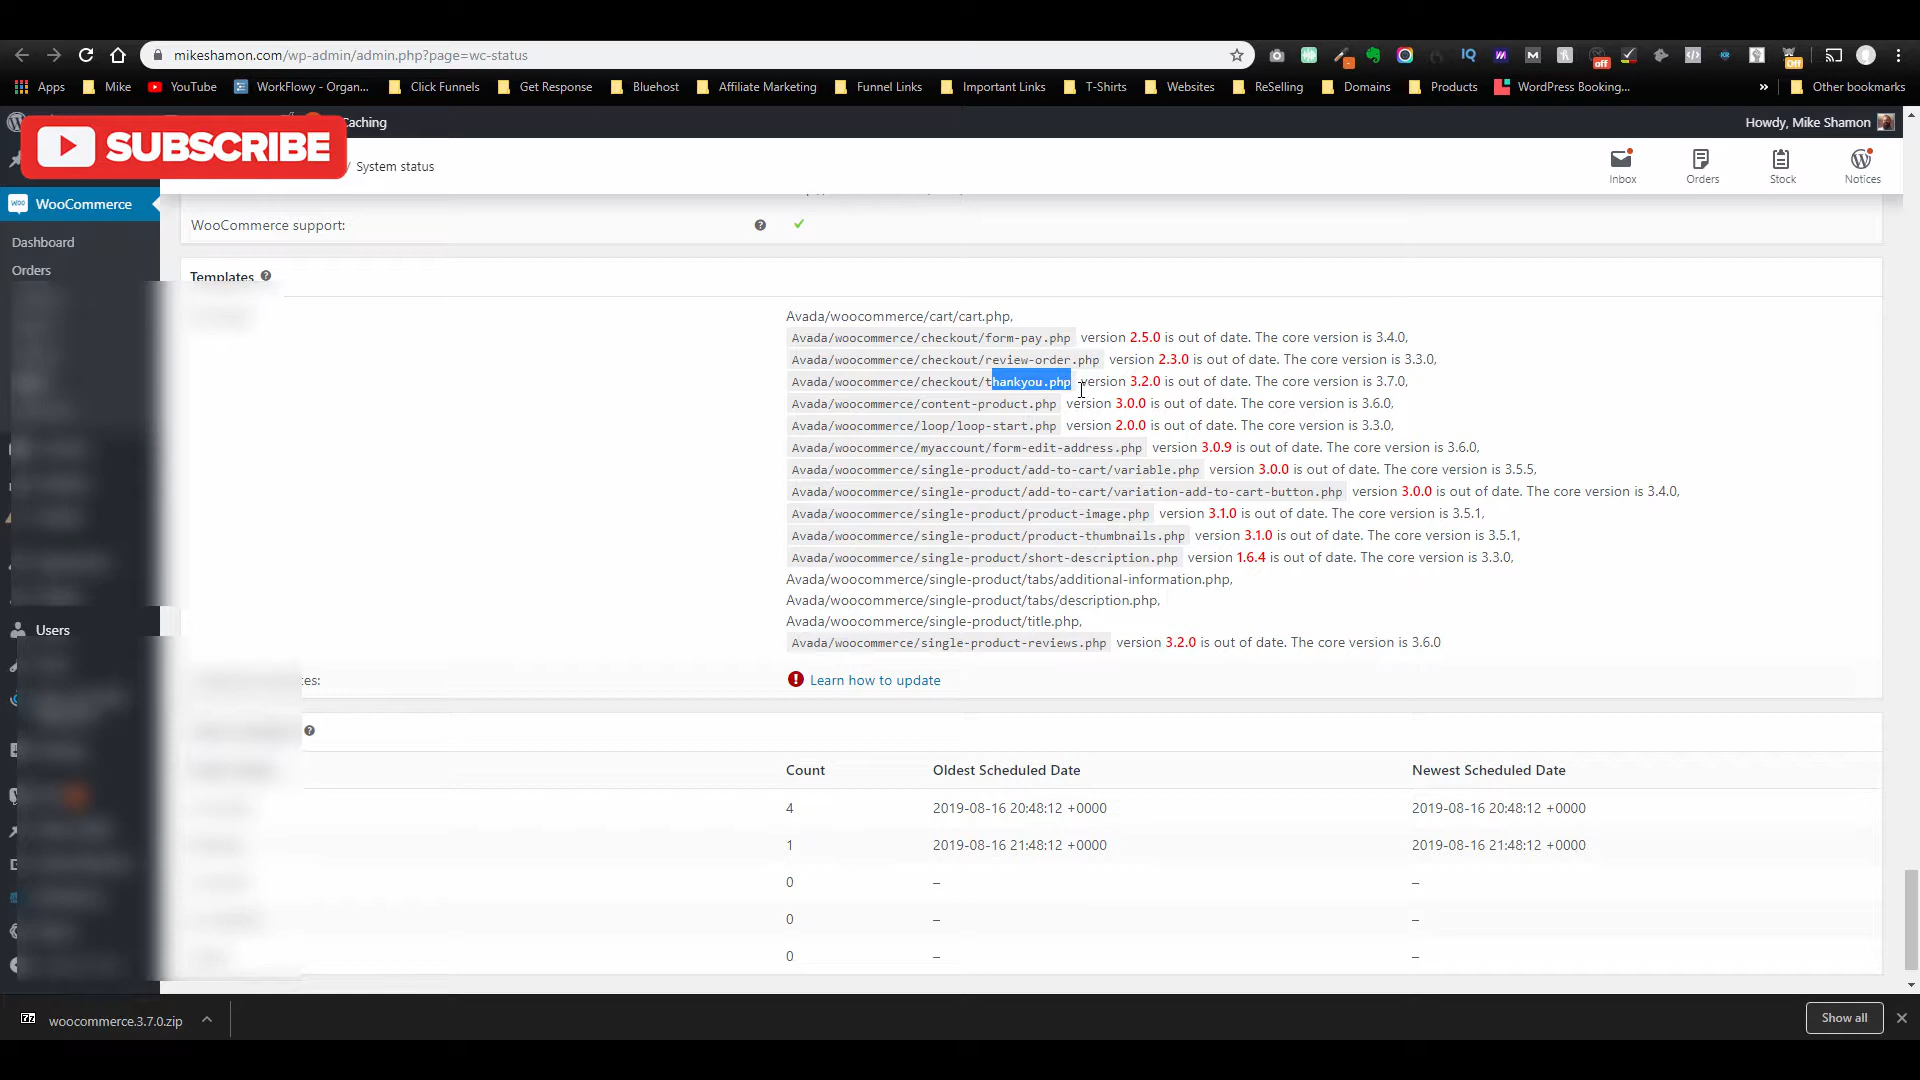 mikeshamon.com/wp-admin/admin.php?page=wc-status
off
Off
Apps Mike YouTube WorkFlowy - Organ... Click Funnels Get Response Bluehost Affiliate Marketing Funnel Links Important Links T-Shirts Websites ReSelling Domains Products WordPress Booking... » Other bookmarks
Caching Howdy, Mike Shamon
SUBSCRIBE
/ System status
Inbox Orders Stock Notices
WooCommerce
Dashboard
Orders
Users
WooCommerce support:
Templates
Avada/woocommerce/cart/cart.php,
Avada/woocommerce/checkout/form-pay.php version 2.5.0 is out of date. The core version is 3.4.0,
Avada/woocommerce/checkout/review-order.php version 2.3.0 is out of date. The core version is 3.3.0,
Avada/woocommerce/checkout/thankyou.php version 3.2.0 is out of date. The core version is 3.7.0,
Avada/woocommerce/content-product.php version 3.0.0 is out of date. The core version is 3.6.0,
Avada/woocommerce/loop/loop-start.php version 2.0.0 is out of date. The core version is 3.3.0,
Avada/woocommerce/myaccount/form-edit-address.php version 3.0.9 is out of date. The core version is 3.6.0,
Avada/woocommerce/single-product/add-to-cart/variable.php version 3.0.0 is out of date. The core version is 3.5.5,
Avada/woocommerce/single-product/add-to-cart/variation-add-to-cart-button.php version 3.0.0 is out of date. The core version is 3.4.0,
Avada/woocommerce/single-product/product-image.php version 3.1.0 is out of date. The core version is 3.5.1,
Avada/woocommerce/single-product/product-thumbnails.php version 3.1.0 is out of date. The core version is 3.5.1,
Avada/woocommerce/single-product/short-description.php version 1.6.4 is out of date. The core version is 3.3.0,
Avada/woocommerce/single-product/tabs/additional-information.php,
Avada/woocommerce/single-product/tabs/description.php,
Avada/woocommerce/single-product/title.php,
Avada/woocommerce/single-product-reviews.php version 3.2.0 is out of date. The core version is 3.6.0
Learn how to update
Count Oldest Scheduled Date Newest Scheduled Date
4 2019-08-16 20:48:12 +0000 2019-08-16 20:48:12 +0000
1 2019-08-16 21:48:12 +0000 2019-08-16 21:48:12 +0000
0 – –
0 – –
0 – –
woocommerce.3.7.0.zip Show all